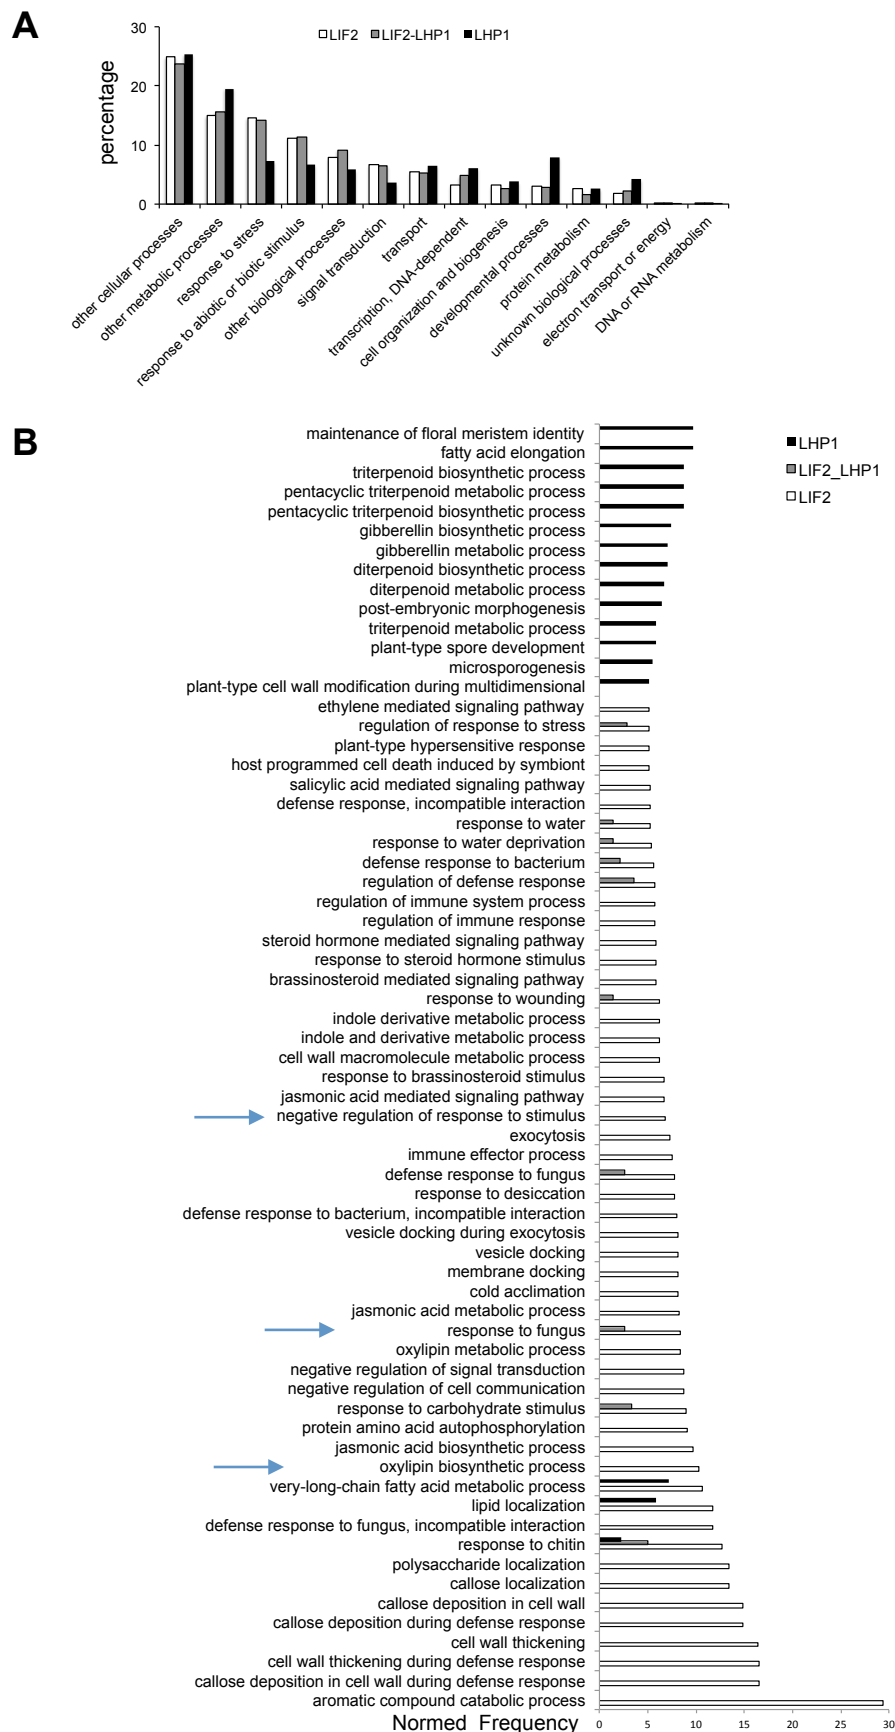 A
30
20
10
0
percentage
LIF2 LIF2-LHP1 LHP1
other cellular processes
other metabolic processes
response to stress
response to abiotic or biotic stimulus
other biological processes
signal transduction
transport
transcription, DNA-dependent
cell organization and biogenesis
developmental processes
protein metabolism
unknown biological processes
electron transport or energy
DNA or RNA metabolism
B
LHP1
LIF2_LHP1
LIF2
maintenance of floral meristem identity
fatty acid elongation
triterpenoid biosynthetic process
pentacyclic triterpenoid metabolic process
pentacyclic triterpenoid biosynthetic process
gibberellin biosynthetic process
gibberellin metabolic process
diterpenoid biosynthetic process
diterpenoid metabolic process
post-embryonic morphogenesis
triterpenoid metabolic process
plant-type spore development
microsporogenesis
plant-type cell wall modification during multidimensional
ethylene mediated signaling pathway
regulation of response to stress
plant-type hypersensitive response
host programmed cell death induced by symbiont
salicylic acid mediated signaling pathway
defense response, incompatible interaction
response to water
response to water deprivation
defense response to bacterium
regulation of defense response
regulation of immune system process
regulation of immune response
steroid hormone mediated signaling pathway
response to steroid hormone stimulus
brassinosteroid mediated signaling pathway
response to wounding
indole derivative metabolic process
indole and derivative metabolic process
cell wall macromolecule metabolic process
response to brassinosteroid stimulus
jasmonic acid mediated signaling pathway
negative regulation of response to stimulus
exocytosis
immune effector process
defense response to fungus
response to desiccation
defense response to bacterium, incompatible interaction
vesicle docking during exocytosis
vesicle docking
membrane docking
cold acclimation
jasmonic acid metabolic process
response to fungus
oxylipin metabolic process
negative regulation of signal transduction
negative regulation of cell communication
response to carbohydrate stimulus
protein amino acid autophosphorylation
jasmonic acid biosynthetic process
oxylipin biosynthetic process
very-long-chain fatty acid metabolic process
lipid localization
defense response to fungus, incompatible interaction
response to chitin
polysaccharide localization
callose localization
callose deposition in cell wall
callose deposition during defense response
cell wall thickening
cell wall thickening during defense response
callose deposition in cell wall during defense response
aromatic compound catabolic process
Normed Frequency 0 5 10 15 20 25 30